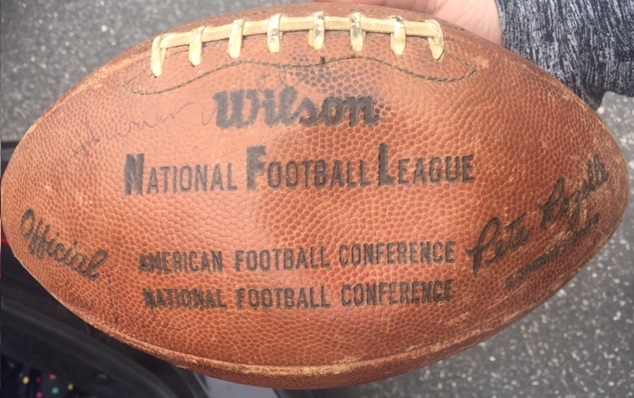 Wilson
NATIONAL FOOTBALL LEAGUE
Official
AMERICAN FOOTBALL CONFERENCE
NATIONAL FOOTBALL CONFERENCE
Pete Rozelle